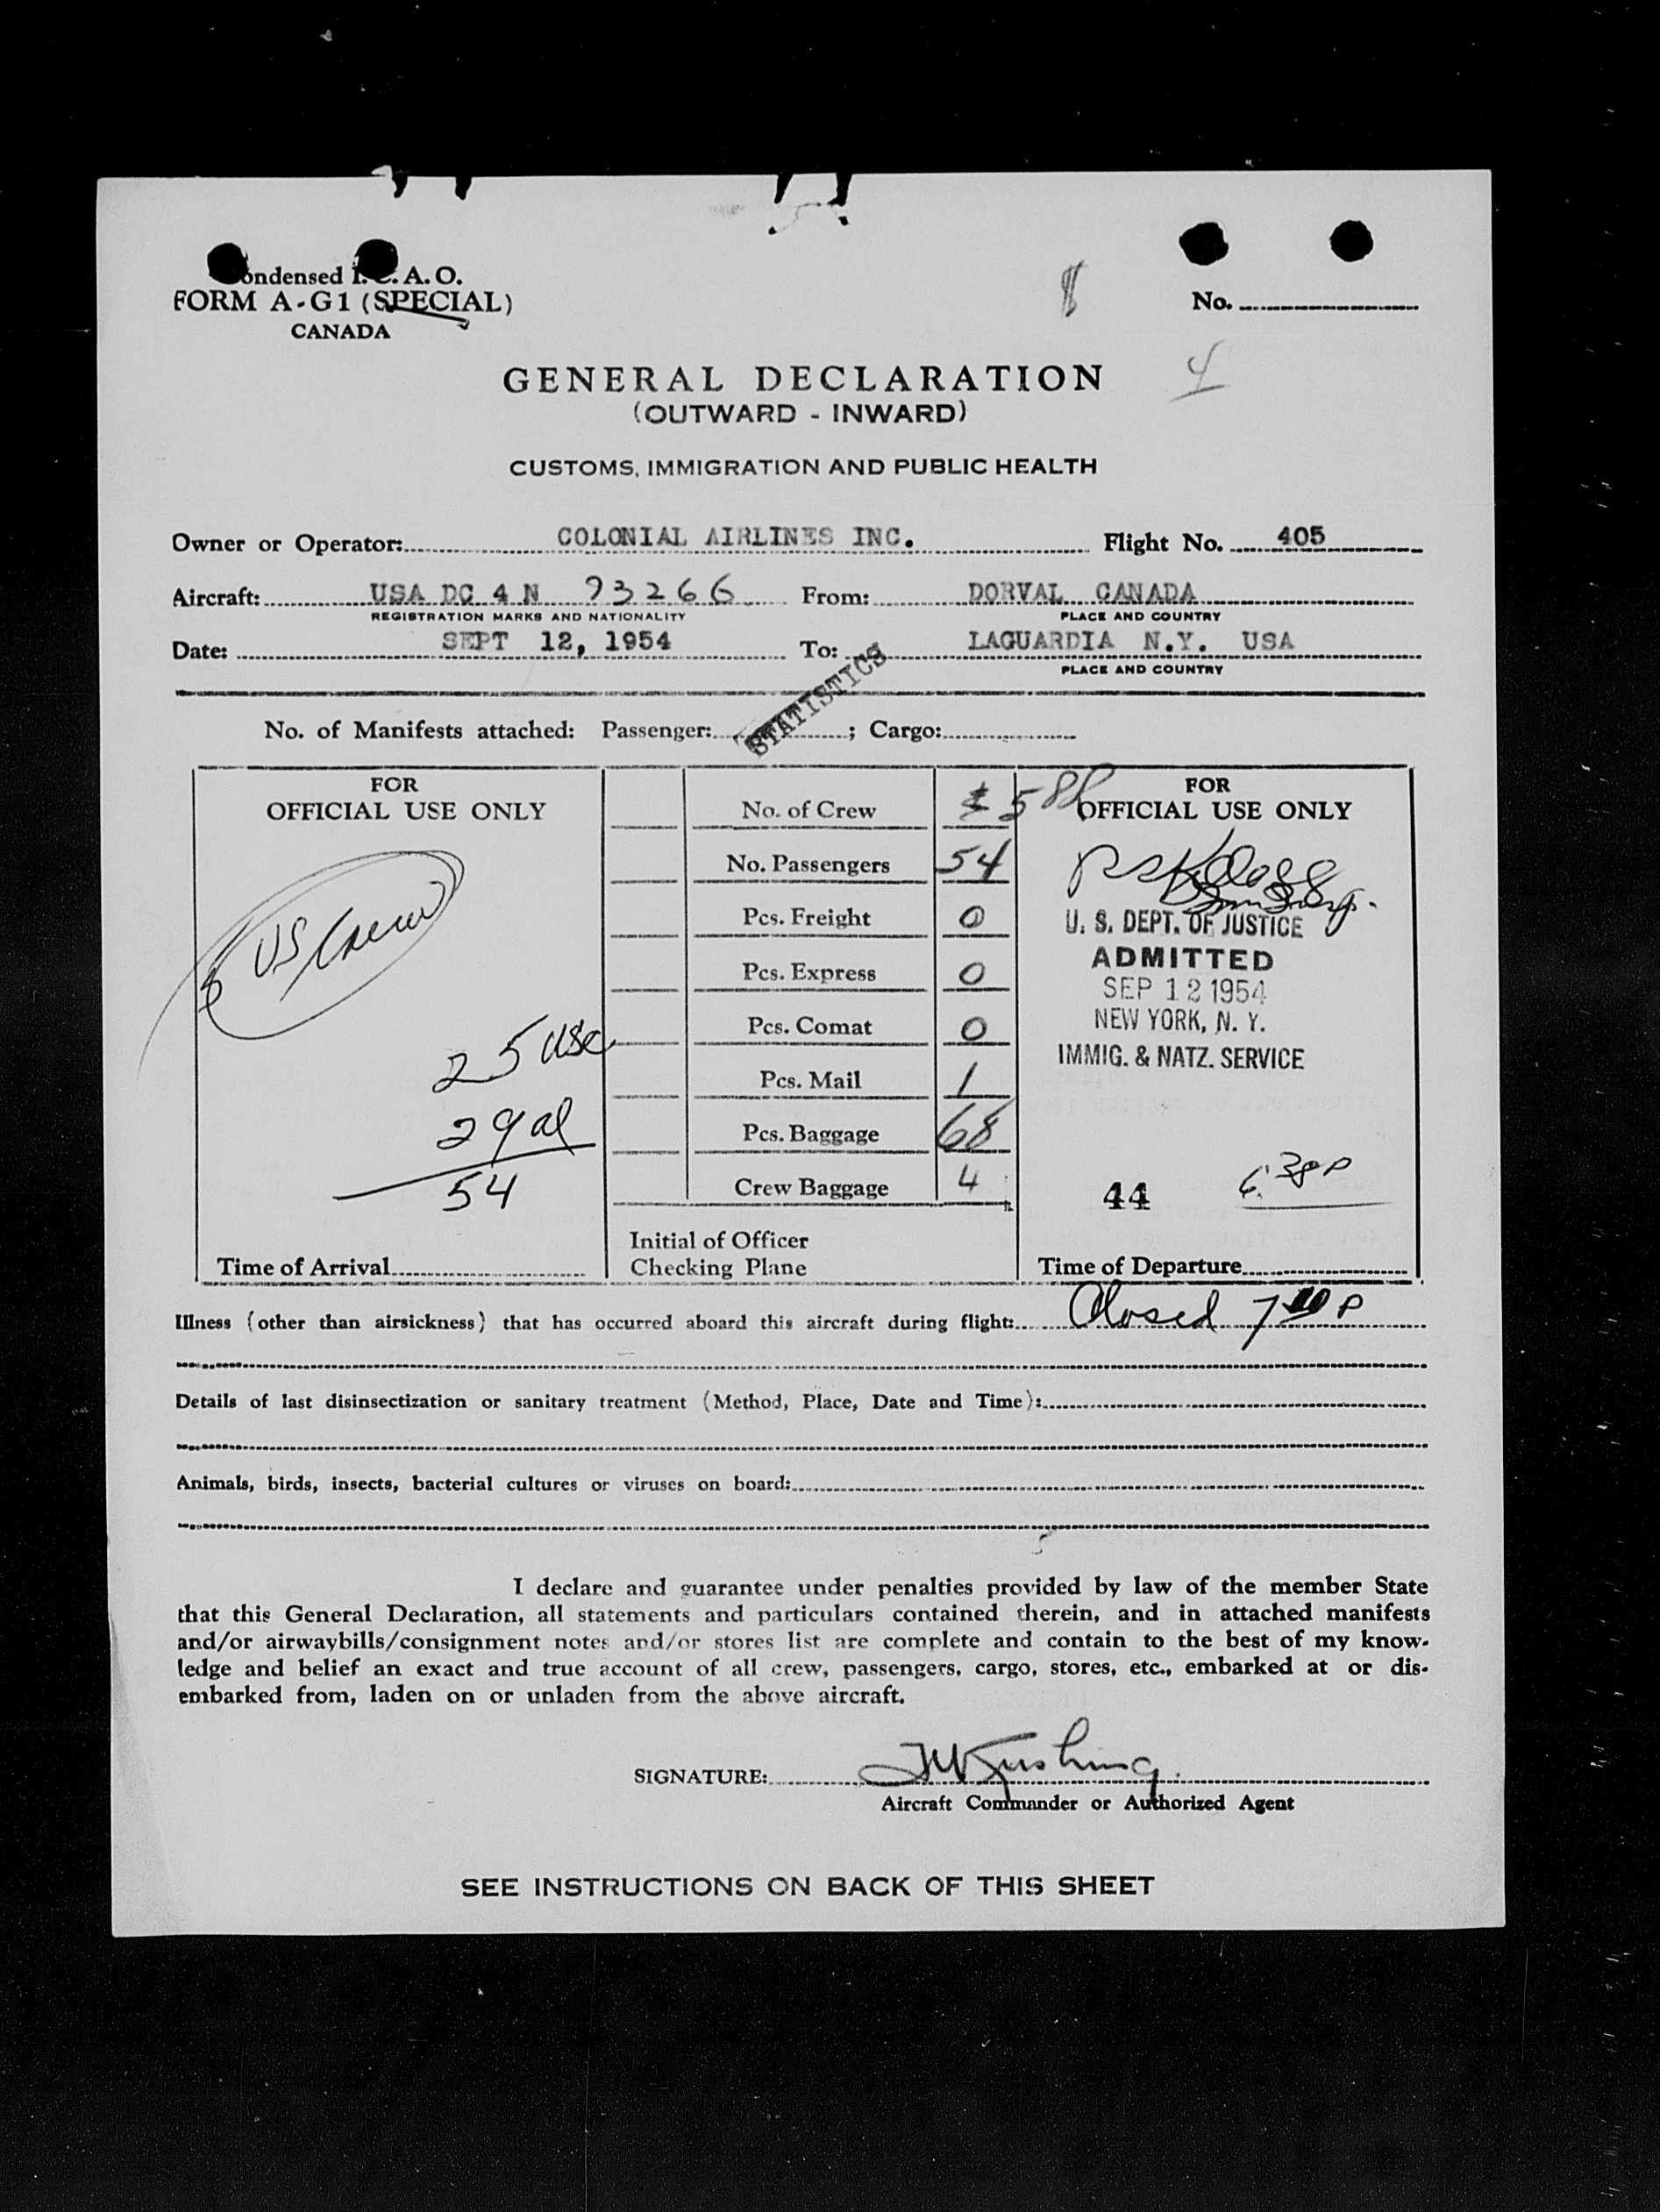 Condensed I.C.A.O.
FORM A-G1 (SPECIAL)
CANADA
No.
4
GENERAL DECLARATION
(OUTWARD - INWARD)
CUSTOMS, IMMIGRATION AND PUBLIC HEALTH
Owner or Operator: COLONIAL AIRLINES INC. Flight No. 405
Aircraft: USA DC 4 N 93266 From: DORVAL CANADA
REGISTRATION MARKS AND NATIONALITY PLACE AND COUNTRY
Date: SEPT 12, 1954 To: LAGUARDIA N.Y. USA
PLACE AND COUNTRY
STATISTICS
No. of Manifests attached: Passenger: ; Cargo:
FOR
OFFICIAL USE ONLY
5 US Crew
25 USC
29 al
54
Time of Arrival
No. of Crew 5
No. Passengers 54
Pcs. Freight 0
Pcs. Express 0
Pcs. Comat 0
Pcs. Mail 1
Pcs. Baggage 68
Crew Baggage 4
Initial of Officer
Checking Plane
FOR
OFFICIAL USE ONLY
U. S. DEPT. OF JUSTICE
ADMITTED
SEP 12 1954
NEW YORK, N. Y.
IMMIG. & NATZ. SERVICE
44 638P
Time of Departure
Illness (other than airsickness) that has occurred aboard this aircraft during flight: Closed 7 P
Details of last disinsectization or sanitary treatment (Method, Place, Date and Time):
Animals, birds, insects, bacterial cultures or viruses on board:
I declare and guarantee under penalties provided by law of the member State
that this General Declaration, all statements and particulars contained therein, and in attached manifests
and/or airwaybills/consignment notes and/or stores list are complete and contain to the best of my know-
ledge and belief an exact and true account of all crew, passengers, cargo, stores, etc., embarked at or dis-
embarked from, laden on or unladen from the above aircraft.
SIGNATURE:
Aircraft Commander or Authorized Agent
SEE INSTRUCTIONS ON BACK OF THIS SHEET